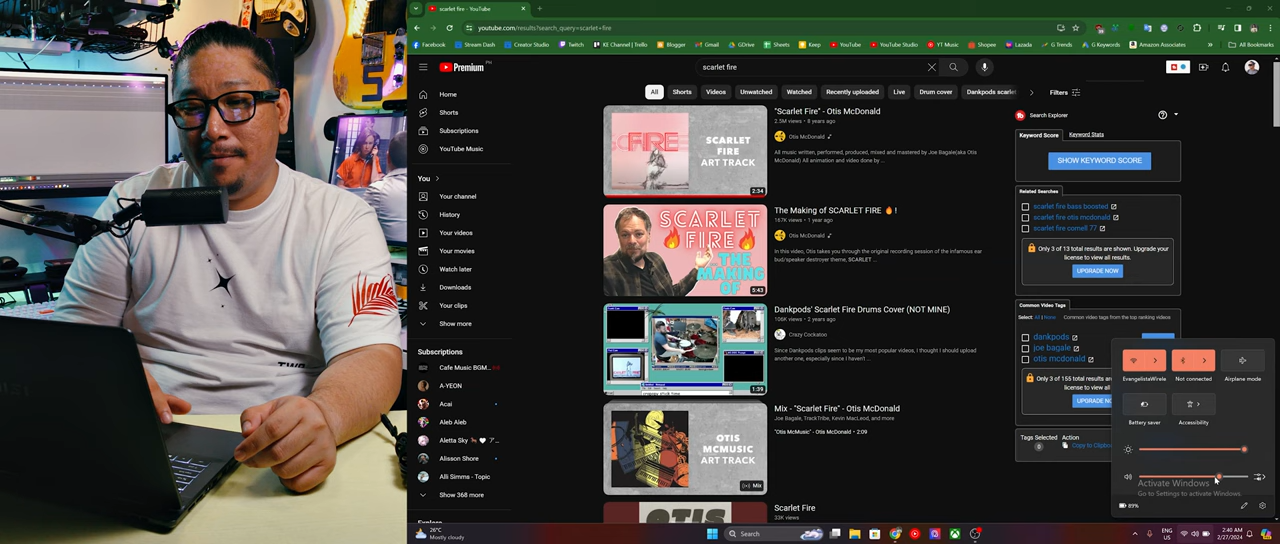 scarlet fire - YouTube
youtube.com/results?search_query=scarlet+fire
Facebook
Stream Dash
Creator Studio
Twitch
KE Channel | Trello
Blogger
Gmail
GDrive
Sheets
Keep
YouTube
YouTube Studio
YT Music
Shopee
Lazada
G Trends
G Keywords
Amazon Associates
All Bookmarks
Premium PH
scarlet fire
All
Shorts
Videos
Unwatched
Watched
Recently uploaded
Live
Drum cover
Dankpods scarlet
Filters
Home
Shorts
Subscriptions
YouTube Music
You
Your channel
History
Your videos
Your movies
Watch later
Downloads
Your clips
Show more
Subscriptions
Cafe Music BGM...
A-YEON
Acai
Aleb Aleb
Aletta Sky
Alisson Shore
Alli Simms - Topic
Show 368 more
Explore
FIRE
SCARLET
FIRE
ART TRACK
2:34
"Scarlet Fire" - Otis McDonald
2.5M views • 8 years ago
Otis McDonald
All music written, performed, produced, mixed and mastered by Joe Bagale(aka Otis
McDonald) All animation and video done by ...
SCARLET
FIRE
THE
MAKING
OF
5:43
The Making of SCARLET FIRE 🔥 !
167K views • 1 year ago
Otis McDonald
In this video, Otis takes you through the original recording session of the infamous ear
bud/speaker destroyer theme, SCARLET ...
1:39
Dankpods' Scarlet Fire Drums Cover (NOT MINE)
106K views • 2 years ago
Crazy Cockatoo
Since Dankpods clips seem to be my most popular videos, I thought I should upload
another one, especially since I haven't ...
OTIS
MCMUSIC
ART TRACK
Mix
Mix - "Scarlet Fire" - Otis McDonald
Joe Bagale, TrackTribe, Kevin MacLeod, and more
"Otis McMusic" - Otis McDonald • 2:09
OTIS
Scarlet Fire
33K views
Search Explorer
Keyword Score
Keyword Stats
SHOW KEYWORD SCORE
Related Searches
scarlet fire bass boosted
scarlet fire otis mcdonald
scarlet fire cornell 77
Only 3 of 13 total results are shown. Upgrade your
license to view all results.
UPGRADE NOW
Common Video Tags
Select: All | None
Common video tags from the top ranking videos
dankpods
joe bagale
otis mcdonald
Only 3 of 155 total results are
UPGRADE NO
Tags Selected
0
Action
Copy to Clipboa
EvangelistaWirele
Not connected
Airplane mode
Battery saver
Accessibility
Activate Windows
Go to Settings to activate Windows.
89%
26°C
Mostly cloudy
Search
ENG
US
2:40 AM
2/27/2024